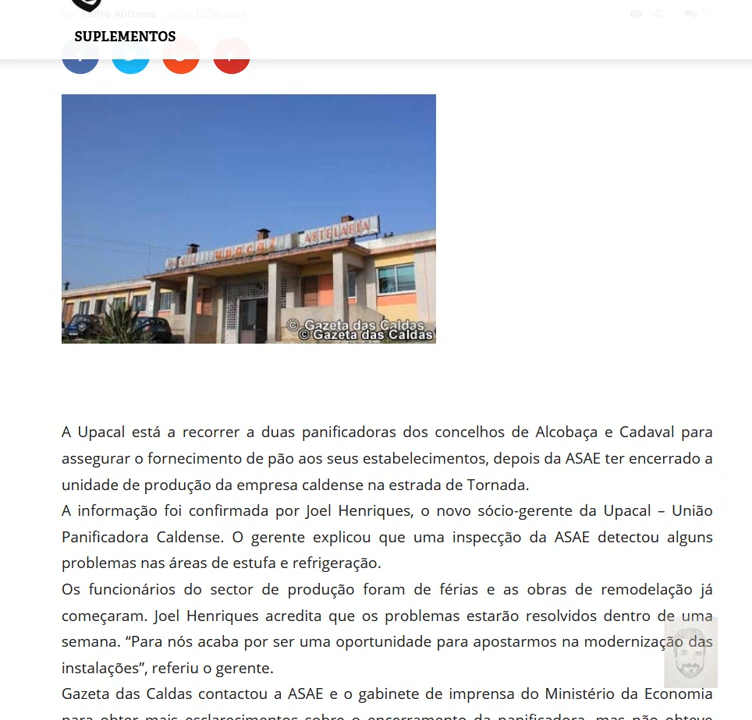 SUPLEMENTOS
UPACAL
© Gazeta das Caldas
© Gazeta das Caldas
A Upacal está a recorrer a duas panificadoras dos concelhos de Alcobaça e Cadaval para
assegurar o fornecimento de pão aos seus estabelecimentos, depois da ASAE ter encerrado a
unidade de produção da empresa caldense na estrada de Tornada.
A informação foi confirmada por Joel Henriques, o novo sócio-gerente da Upacal – União
Panificadora Caldense. O gerente explicou que uma inspecção da ASAE detectou alguns
problemas nas áreas de estufa e refrigeração.
Os funcionários do sector de produção foram de férias e as obras de remodelação já
começaram. Joel Henriques acredita que os problemas estarão resolvidos dentro de uma
semana. “Para nós acaba por ser uma oportunidade para apostarmos na modernização das
instalações”, referiu o gerente.
Gazeta das Caldas contactou a ASAE e o gabinete de imprensa do Ministério da Economia
para obter mais esclarecimentos sobre o encerramento da panificadora, mas não obteve